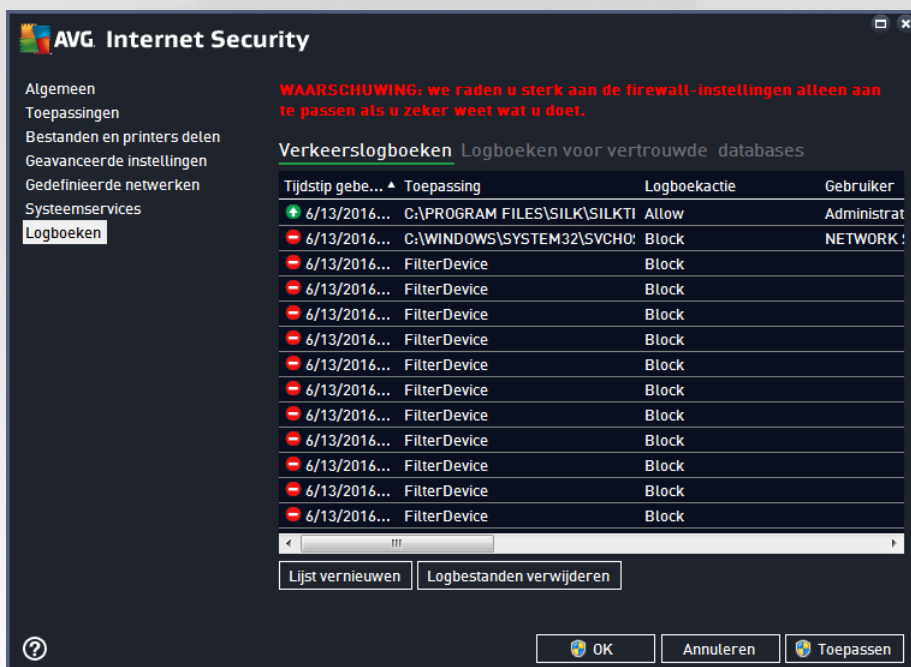 AVG Internet Security
Algemeen
Toepassingen
Bestanden en printers delen
Geavanceerde instellingen
Gedefinieerde netwerken
Systeemservices
Logboeken
WAARSCHUWING: we raden u sterk aan de firewall-instellingen alleen aan
te passen als u zeker weet wat u doet.
Verkeerslogboeken Logboeken voor vertrouwde databases
Tijdstip gebe... Toepassing Logboekactie Gebruiker
6/13/2016... C:\PROGRAM FILES\SILK\SILKTE Allow Administrat
6/13/2016... C:\WINDOWS\SYSTEM32\SVCHOS Block NETWORK S
6/13/2016... FilterDevice Block
6/13/2016... FilterDevice Block
6/13/2016... FilterDevice Block
6/13/2016... FilterDevice Block
6/13/2016... FilterDevice Block
6/13/2016... FilterDevice Block
6/13/2016... FilterDevice Block
6/13/2016... FilterDevice Block
6/13/2016... FilterDevice Block
6/13/2016... FilterDevice Block
6/13/2016... FilterDevice Block
Lijst vernieuwen Logbestanden verwijderen
OK Annuleren Toepassen